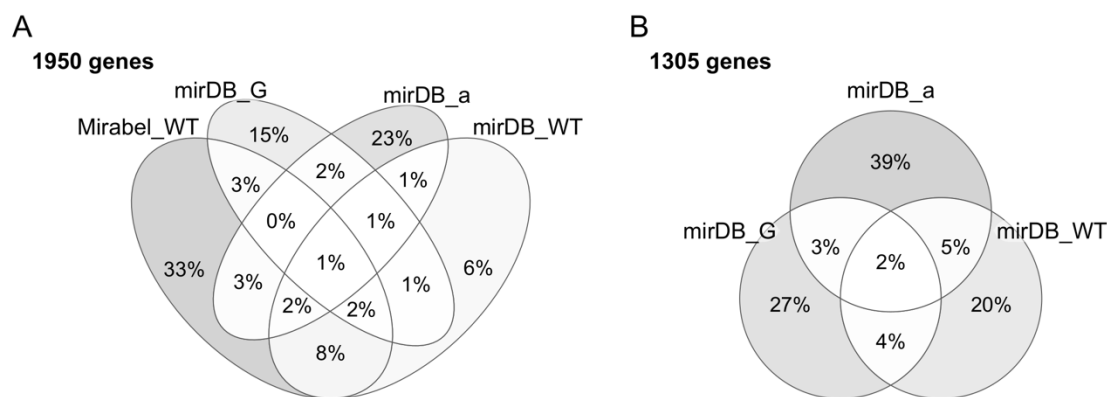 A
1950 genes
mirDB_G
mirDB_a
Mirabel_WT
mirDB_WT
15%
23%
3%
2%
1%
0%
1%
33%
3%
1%
1%
6%
2%
2%
8%
B
1305 genes
mirDB_a
39%
mirDB_G
mirDB_WT
3%
5%
2%
27%
20%
4%